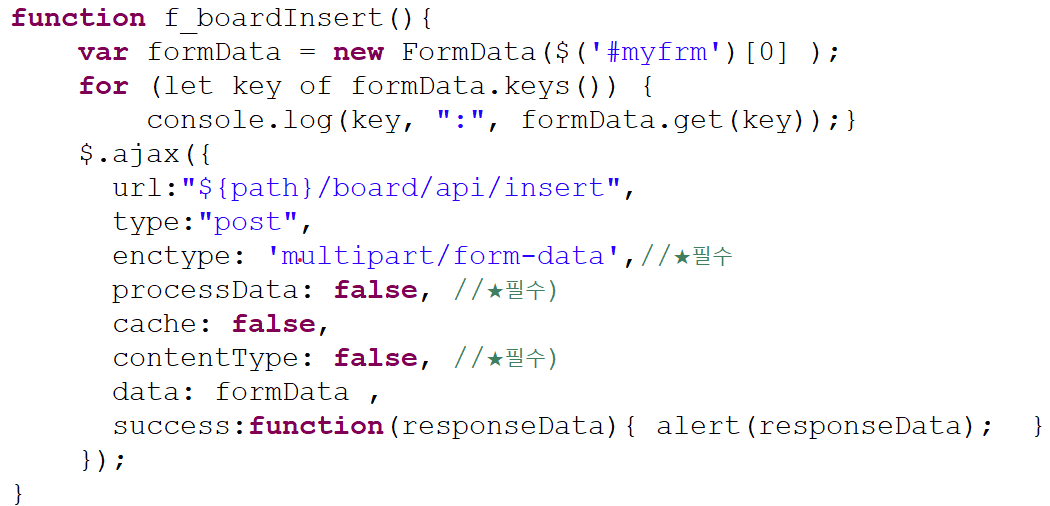 function f_boardInsert(){
var formData = new FormData($('#myfrm')[0] );
for (let key of formData.keys()) {
console.log(key, ":", formData.get(key));}
$.ajax({
url:"${path}/board/api/insert",
type:"post",
enctype: 'multipart/form-data',//★필수
processData: false, //★필수)
cache: false,
contentType: false, //★필수)
data: formData ,
success:function(responseData){ alert(responseData);  }
});
}